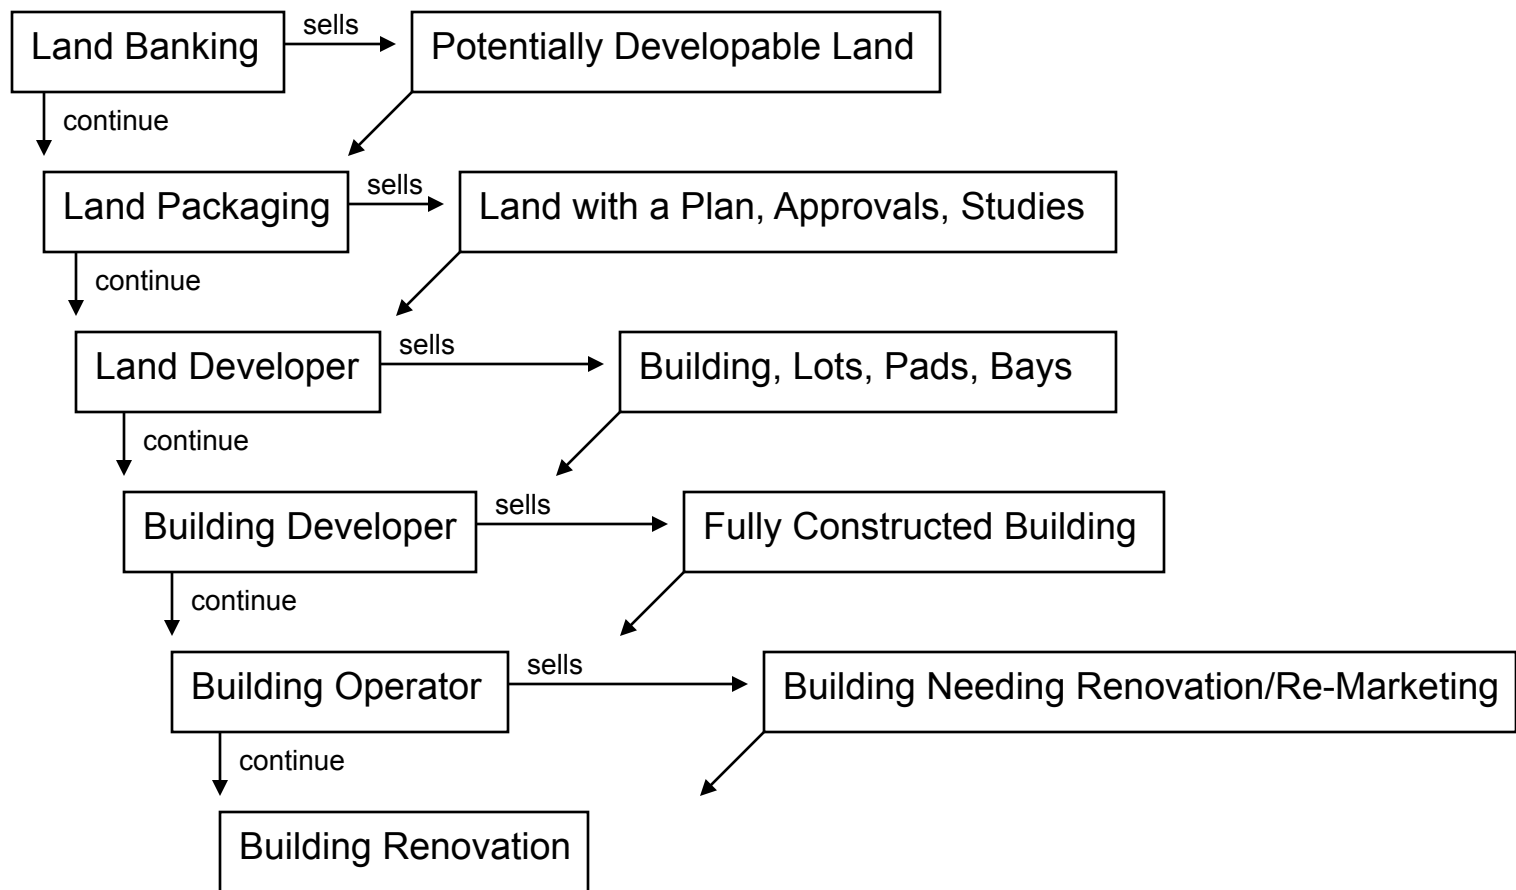 Land Banking
sells
Potentially Developable Land
continue
Land Packaging
sells
Land with a Plan, Approvals, Studies
continue
Land Developer
sells
Building, Lots, Pads, Bays
continue
Building Developer
sells
Fully Constructed Building
continue
Building Operator
sells
Building Needing Renovation/Re-Marketing
continue
Building Renovation